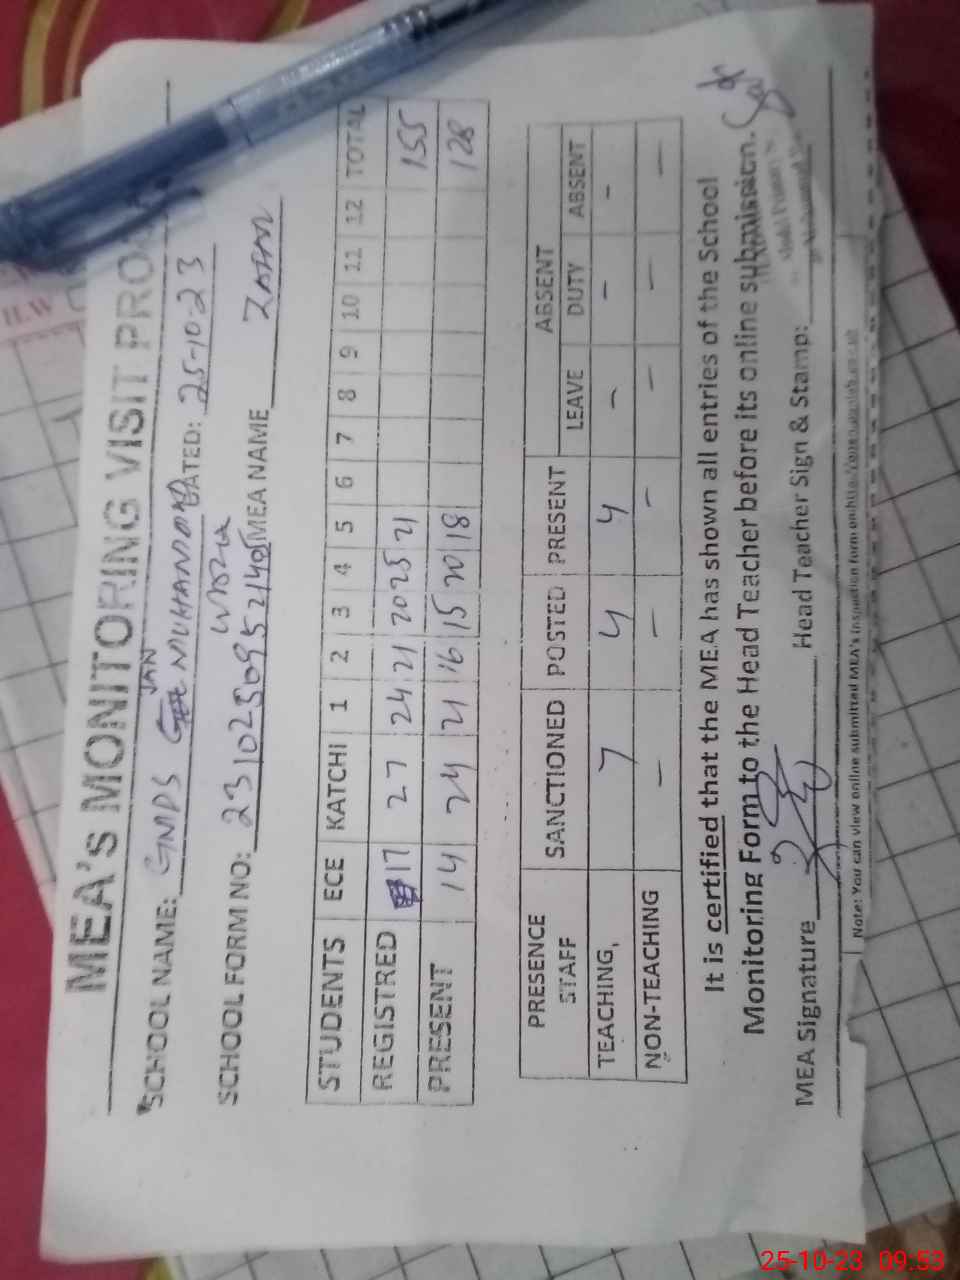 MEA's MONITORING VISIT PRO
SCHOOL NAME: GMPS JAN MUHAMMAD DATED: 25-10-23
SCHOOL FORM NO: MEA NAME
STUDENTS ECE KATCHI 1 2 3 4 5 6 7 8 9 10 11 12 TOTAL
REGISTRED 17 27 24 21 20 25 21 155
PRESENT 14 24 21 16 15 20 18 128
PRESENCE STAFF SANCTIONED POSTED PRESENT ABSENT
LEAVE DUTY ABSENT
TEACHING, 7 4 4 - - -
NON-TEACHING - - - - - -
It is certified that the MEA has shown all entries of the School
Monitoring Form to the Head Teacher before its online submission.
MEA Signature Head Teacher Sign & Stamp:
Note: You can view online submitted MEA's inspection form on
25-10-23 09:53